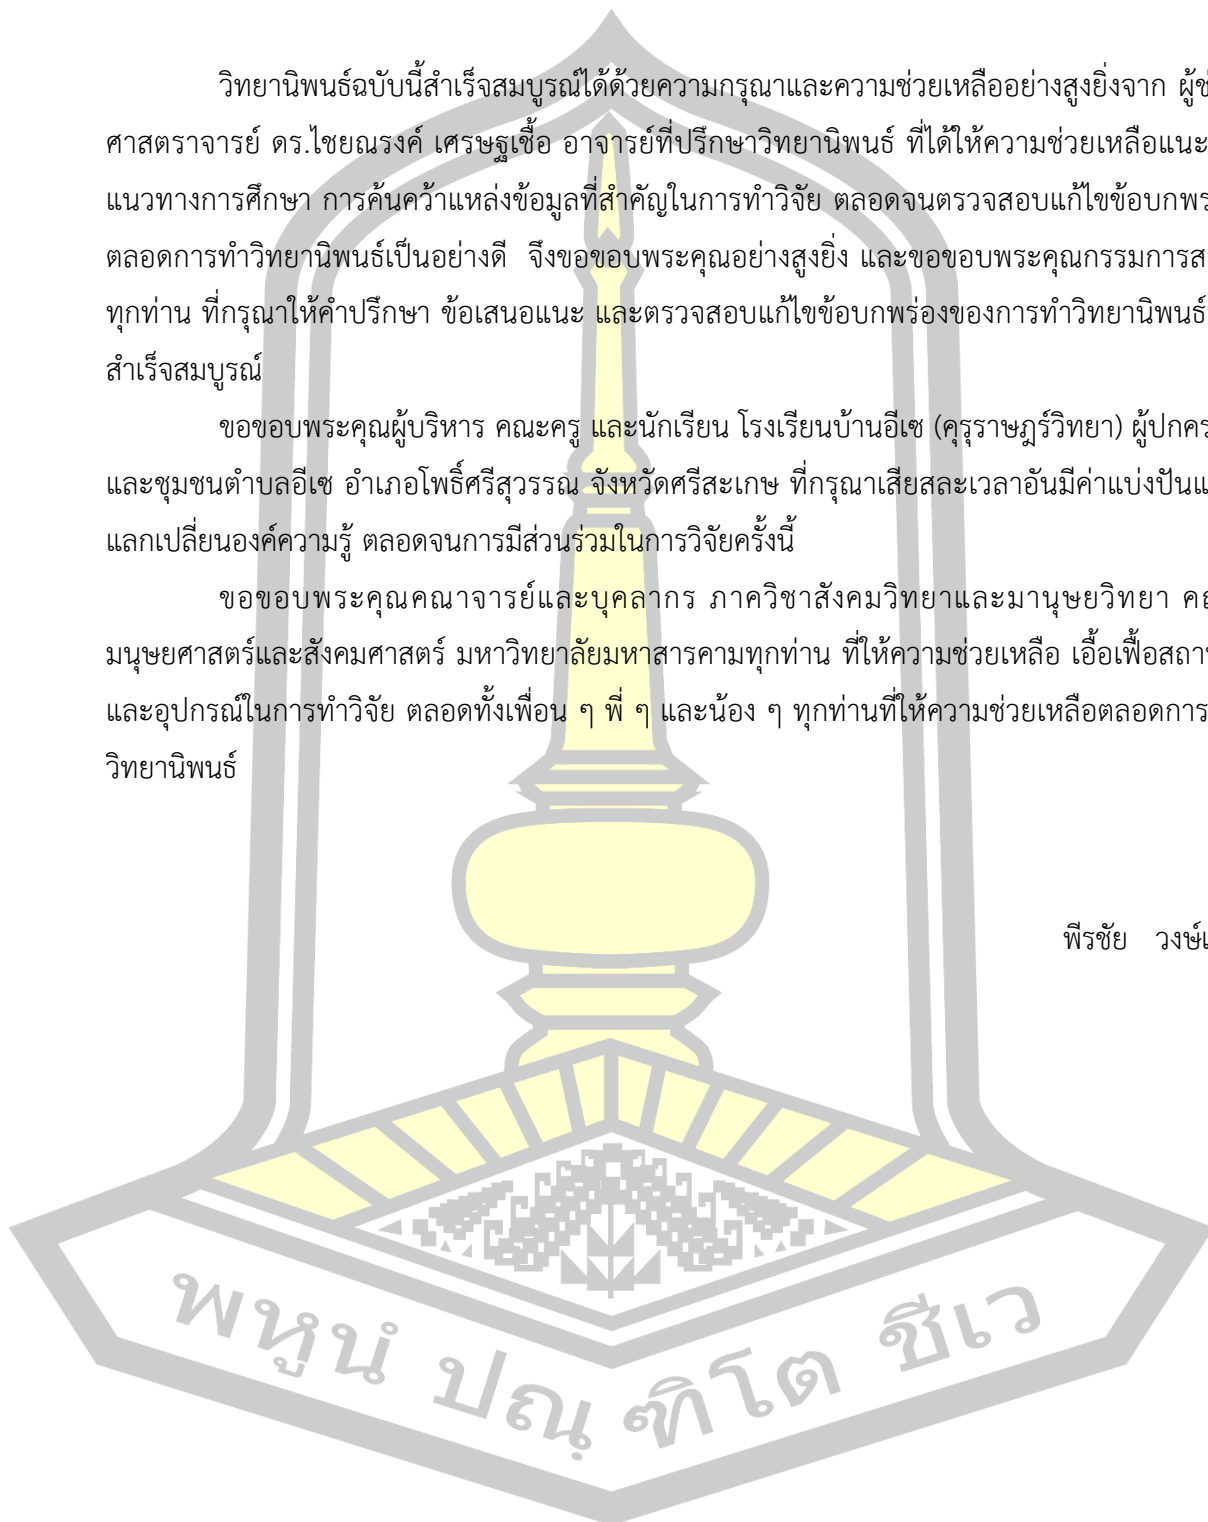 วิทยานิพนธ์ฉบับนี้สำเร็จสมบูรณ์ได้ด้วยความกรุณาและความช่วยเหลืออย่างสูงยิ่งจาก
ศาสตราจารย์ ดร.ไชยณรงค์ เศรษฐเชื้อ อาจารย์ที่ปรึกษาวิทยานิพนธ์ ที่ได้ให้ความช่วยเหลือแนะ
แนวทางการศึกษา การค้นคว้าแหล่งข้อมูลที่สำคัญในการทำวิจัย ตลอดจนตรวจสอบแก้ไขข้อบกพร
ตลอดการทำวิทยานิพนธ์เป็นอย่างดี จึงขอขอบพระคุณอย่างสูงยิ่ง และขอขอบพระคุณกรรมการส
ทุกท่าน ที่กรุณาให้คำปรึกษา ข้อเสนอแนะ และตรวจสอบแก้ไขข้อบกพร่องของการทำวิทยานิพนธ์
สำเร็จสมบูรณ์
ขอขอบพระคุณผู้บริหาร คณะครู และนักเรียน โรงเรียนบ้านอีเซ (คุรุราษฎร์วิทยา) ผู้ปกคร
และชุมชนตำบลอีเซ อำเภอโพธิ์ศรีสุวรรณ จังหวัดศรีสะเกษ ที่กรุณาเสียสละเวลาอันมีค่าแบ่งปันแ
แลกเปลี่ยนองค์ความรู้ ตลอดจนการมีส่วนร่วมในการวิจัยครั้งนี้
ขอขอบพระคุณคณาจารย์และบุคลากร ภาควิชาสังคมวิทยาและมานุษยวิทยา
มนุษยศาสตร์และสังคมศาสตร์ มหาวิทยาลัยมหาสารคามทุกท่าน ที่ให้ความช่วยเหลือ เอื้อเฟื้อสถา
และอุปกรณ์ในการทำวิจัย ตลอดทั้งเพื่อน ๆ พี่ ๆ และน้อง ๆ ทุกท่านที่ให้ความช่วยเหลือตลอดการ
วิทยานิพนธ์
พีรชัย วงษ์เ
พหูนํ ปณฺฑิโต ชีเว